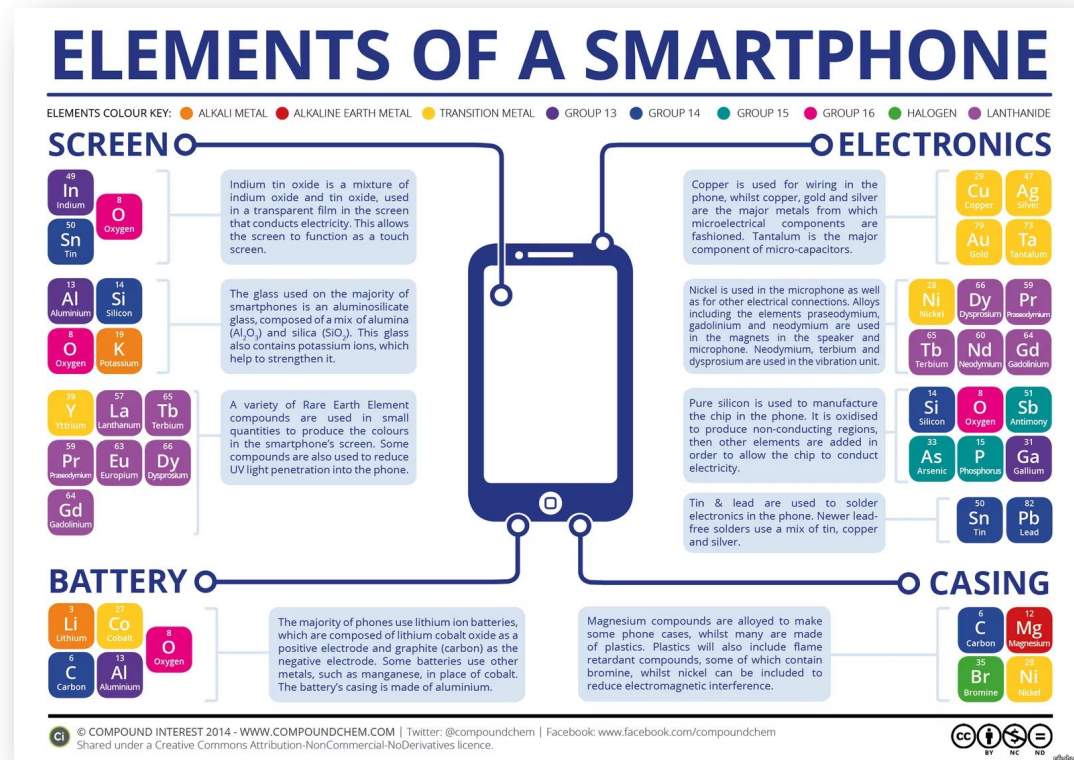 ELEMENTS OF A SMARTPHONE
ELEMENTS COLOUR KEY: ALKALI METAL ALKALINE EARTH METAL TRANSITION METAL GROUP 13 GROUP 14 GROUP 15 GROUP 16 HALOGEN LANTHANIDE
SCREEN
49
In
Indium
8
O
Oxygen
50
Sn
Tin
Indium tin oxide is a mixture of
indium oxide and tin oxide, used
in a transparent film in the screen
that conducts electricity. This allows
the screen to function as a touch
screen.
13
Al
Aluminium
14
Si
Silicon
8
O
Oxygen
19
K
Potassium
The glass used on the majority of
smartphones is an aluminosilicate
glass, composed of a mix of alumina
(Al₂O₃) and silica (SiO₂). This glass
also contains potassium ions, which
help to strengthen it.
39
Y
Yttrium
57
La
Lanthanum
65
Tb
Terbium
59
Pr
Praseodymium
63
Eu
Europium
66
Dy
Dysprosium
64
Gd
Gadolinium
A variety of Rare Earth Element
compounds are used in small
quantities to produce the colours
in the smartphone's screen. Some
compounds are also used to reduce
UV light penetration into the phone.
ELECTRONICS
Copper is used for wiring in the
phone, whilst copper, gold and silver
are the major metals from which
microelectrical components are
fashioned. Tantalum is the major
component of micro-capacitors.
29
Cu
Copper
47
Ag
Silver
79
Au
Gold
73
Ta
Tantalum
Nickel is used in the microphone as well
as for other electrical connections. Alloys
including the elements praseodymium,
gadolinium and neodymium are used
in the magnets in the speaker and
microphone. Neodymium, terbium and
dysprosium are used in the vibration unit.
28
Ni
Nickel
66
Dy
Dysprosium
59
Pr
Praseodymium
65
Tb
Terbium
60
Nd
Neodymium
64
Gd
Gadolinium
Pure silicon is used to manufacture
the chip in the phone. It is oxidised
to produce non-conducting regions,
then other elements are added in
order to allow the chip to conduct
electricity.
14
Si
Silicon
8
O
Oxygen
51
Sb
Antimony
33
As
Arsenic
15
P
Phosphorus
31
Ga
Gallium
Tin & lead are used to solder
electronics in the phone. Newer lead-
free solders use a mix of tin, copper
and silver.
50
Sn
Tin
82
Pb
Lead
BATTERY
3
Li
Lithium
27
Co
Cobalt
8
O
Oxygen
6
C
Carbon
13
Al
Aluminium
The majority of phones use lithium ion batteries,
which are composed of lithium cobalt oxide as a
positive electrode and graphite (carbon) as the
negative electrode. Some batteries use other
metals, such as manganese, in place of cobalt.
The battery's casing is made of aluminium.
CASING
Magnesium compounds are alloyed to make
some phone cases, whilst many are made
of plastics. Plastics will also include flame
retardant compounds, some of which contain
bromine, whilst nickel can be included to
reduce electromagnetic interference.
6
C
Carbon
12
Mg
Magnesium
35
Br
Bromine
28
Ni
Nickel
Ci
© COMPOUND INTEREST 2014 - WWW.COMPOUNDCHEM.COM | Twitter: @compoundchem | Facebook: www.facebook.com/compoundchem
Shared under a Creative Commons Attribution-NonCommercial-NoDerivatives licence.
CC
BY NC ND